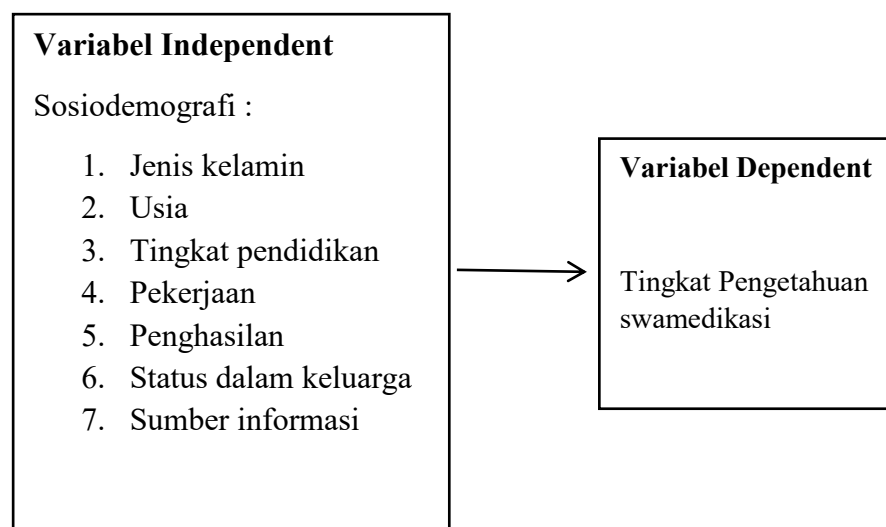 Variabel Independent
Sosiodemografi :
1. Jenis kelamin
2. Usia
3. Tingkat pendidikan
4. Pekerjaan
5. Penghasilan
6. Status dalam keluarga
7. Sumber informasi
Variabel Dependent
Tingkat Pengetahuan
swamedikasi